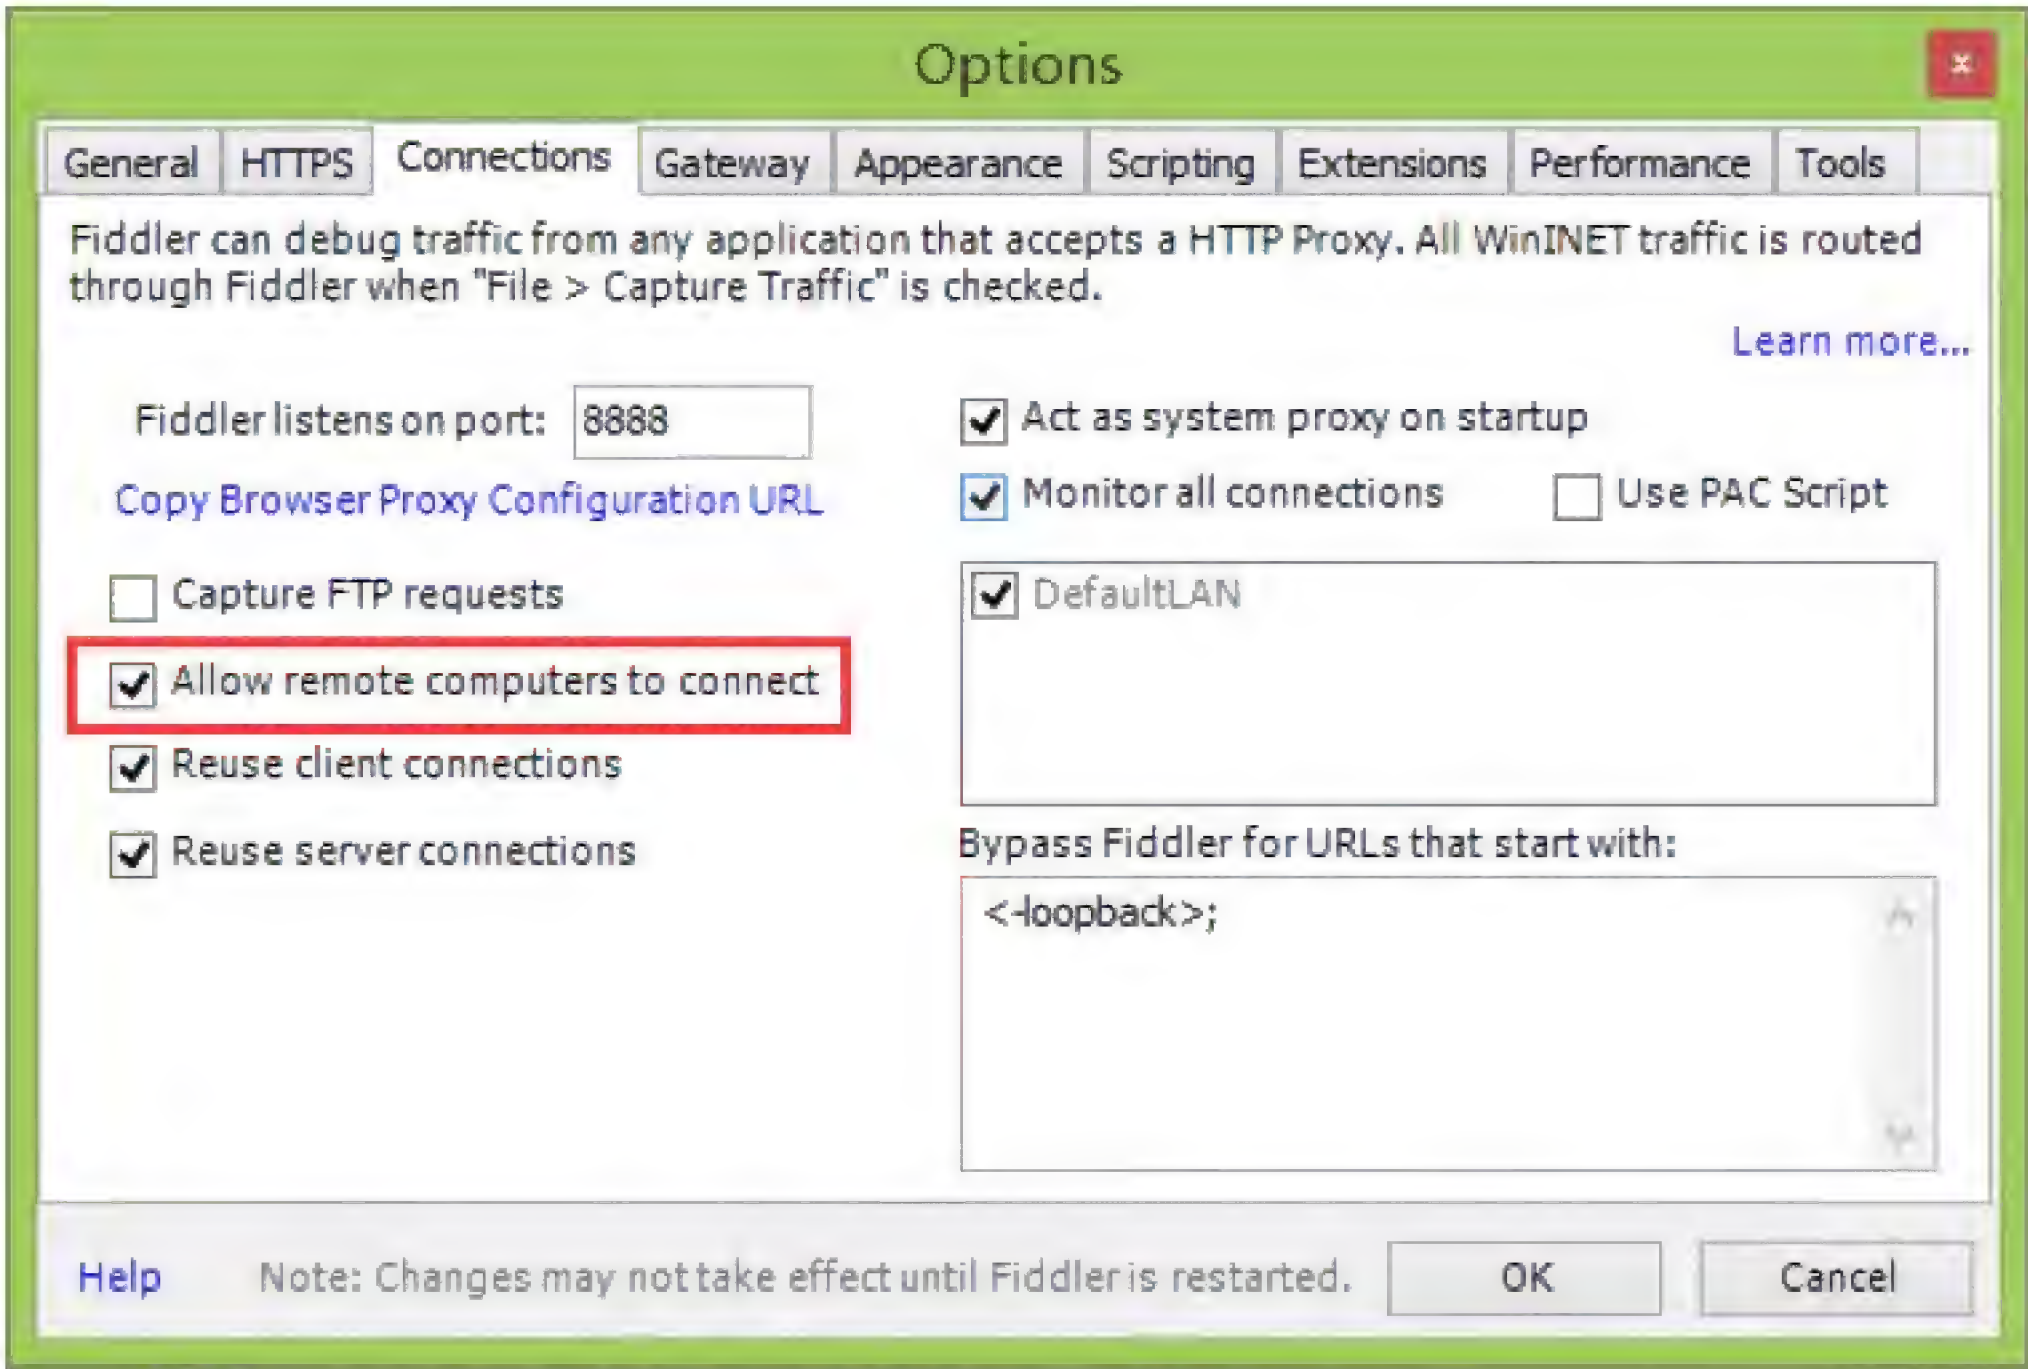 Options
General HTTPS Connections Gateway Appearance Scripting Extensions Performance Tools
Fiddler can debug traffic from any application that accepts a HTTP Proxy. All WinINET traffic is routed
through Fiddler when "File > Capture Traffic" is checked.
Learn more...
Fiddler listens on port: 8888
Copy Browser Proxy Configuration URL
Capture FTP requests
Allow remote computers to connect
Reuse client connections
Reuse server connections
Act as system proxy on startup
Monitor all connections Use PAC Script
DefaultLAN
Bypass Fiddler for URLs that start with:
<-loopback>;
Help Note: Changes may not take effect until Fiddler is restarted. OK Cancel